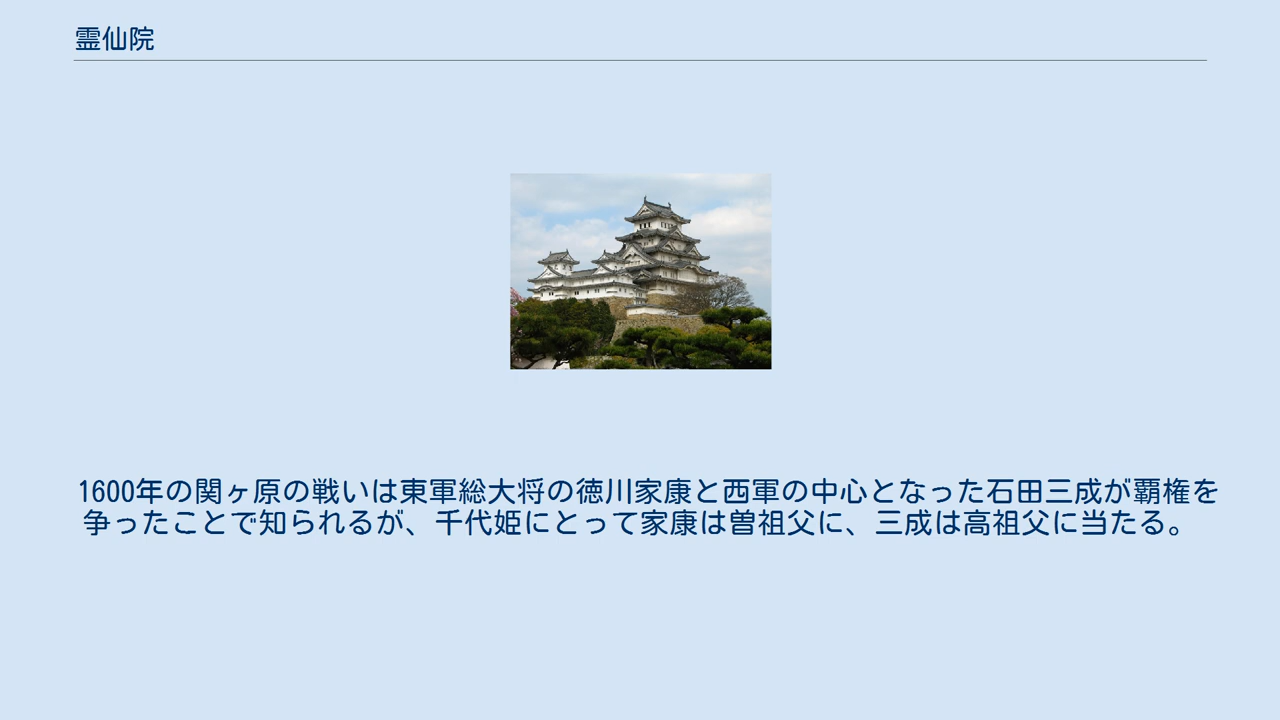 霊仙院
1600年の関ヶ原の戦いは東軍総大将の徳川家康と西軍の中心となった石田三成が覇権を
争ったことで知られるが、千代姫にとって家康は曽祖父に、三成は高祖父に当たる。